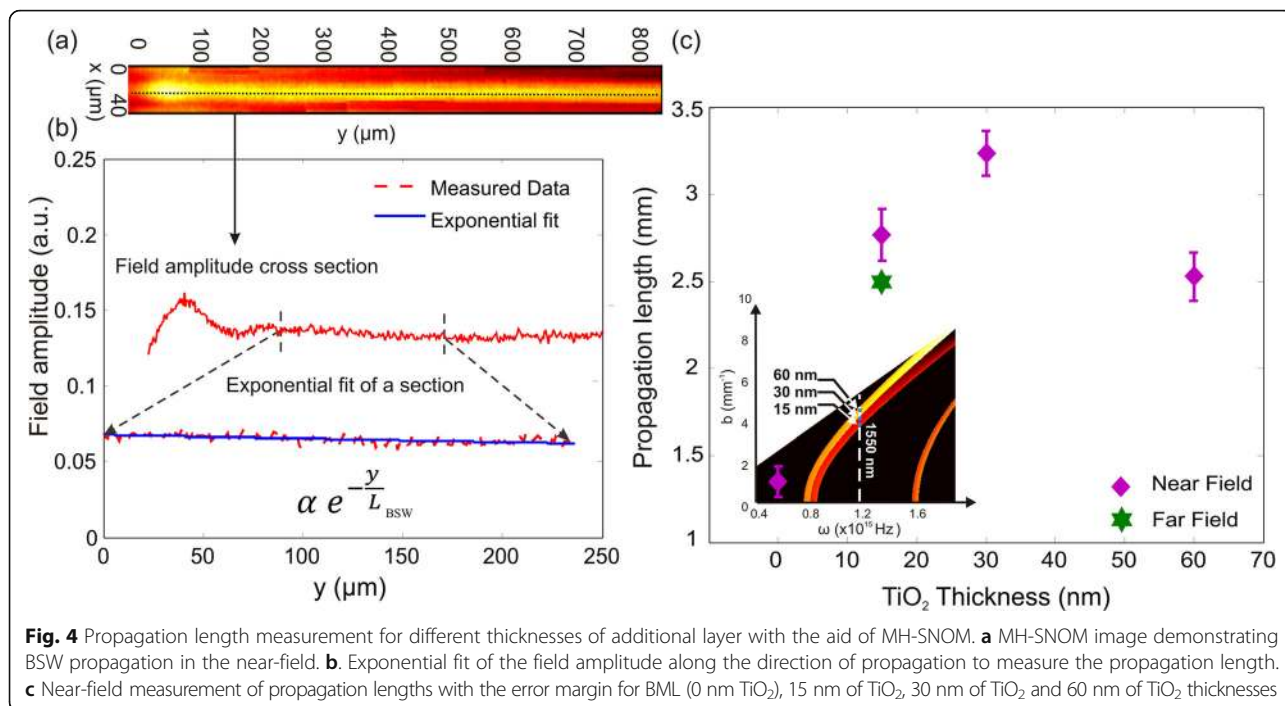 (a)
0 100 200 300 400 500 600 700 800
x (µm)
0
40
y (µm)
(b)
0.25
0.2
0.15
0.1
0.05
0
Field amplitude (a.u.)
Measured Data
Exponential fit
Field amplitude cross section
Exponential fit of a section
α e^{-y/L_{BSW}}
0 50 100 150 200 250
y (µm)
(c)
3.5
3
2.5
2
1.5
1
Propagation length (mm)
10
8
6
4
2
0
b (mm⁻¹)
60 nm
30 nm
15 nm
1550 nm
0.4 0.8 1.2 1.6
ω (x10¹⁵ Hz)
Near Field
Far Field
0 10 20 30 40 50 60 70
TiO₂ Thickness (nm)
Fig. 4 Propagation length measurement for different thicknesses of additional layer with the aid of MH-SNOM. a MH-SNOM image demonstrating
BSW propagation in the near-field. b. Exponential fit of the field amplitude along the direction of propagation to measure the propagation length.
c Near-field measurement of propagation lengths with the error margin for BML (0 nm TiO₂), 15 nm of TiO₂, 30 nm of TiO₂ and 60 nm of TiO₂ thicknesses